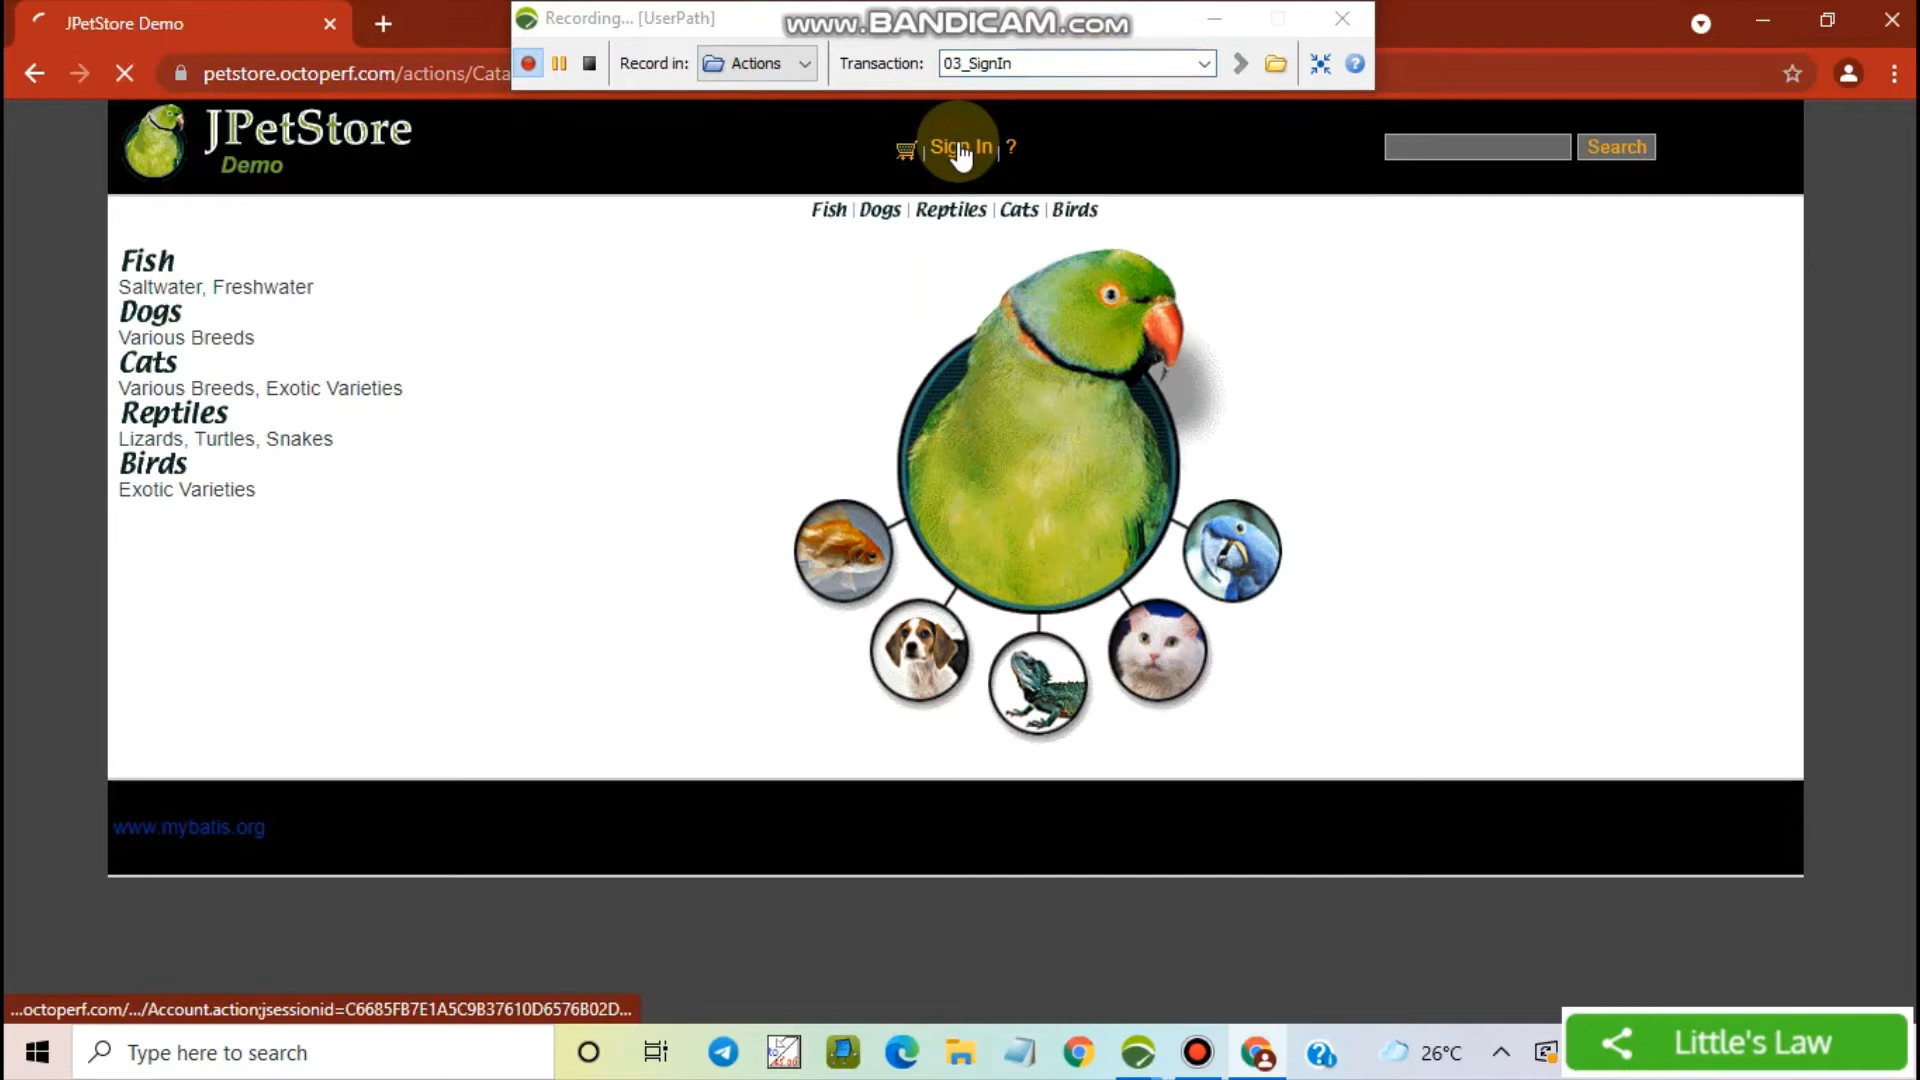 JPetStore Demo
Recording... [UserPath]
www.BANDICAM.com
Record in:
Actions
Transaction:
03_SignIn
petstore.octoperf.com/actions/Cata
JPetStore
Demo
Sign In
?
Search
Fish | Dogs | Reptiles | Cats | Birds
Fish
Saltwater, Freshwater
Dogs
Various Breeds
Cats
Various Breeds, Exotic Varieties
Reptiles
Lizards, Turtles, Snakes
Birds
Exotic Varieties
www.mybatis.org
...octoperf.com/.../Account.action;jsessionid=C6685FB7E1A5C9B37610D6576B02D...
Type here to search
26°C
Little's Law